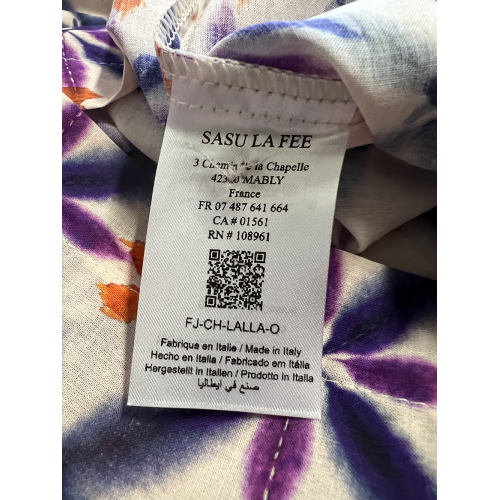 SASU LA FEE
3 Chemin de la Chapelle
MABLY
France
FR 07 487 641 664
CA # 01561
RN # 108961
FJ-CH-LALLA-O
Fabrique en Italie / Made in Italy
Hecho en Italia / Fabricado em Itália
Hergestellt in Italien / Prodotto in Italia
صنع في ايطاليا